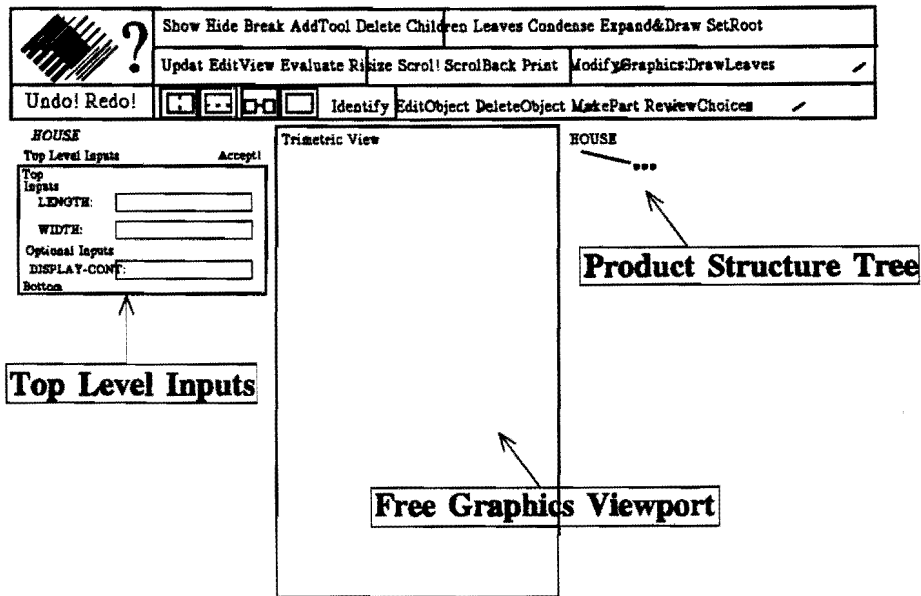 ?
Show Hide Break AddTool Delete Children Leaves Condense Expand&Draw SetRoot
Updat EditView Evaluate Risize Scrol! ScrolBack Print Modify Graphics:DrawLeaves
Undo! Redo!
Identify EditObject DeleteObject MakePart ReviewChoices
HOUSE
Top Level Inputs Accept!
Top
Inputs
LENGTH:
WIDTH:
Optional Inputs
DISPLAY-CONT:
Bottom
Trimetric View
HOUSE
...
Product Structure Tree
Top Level Inputs
Free Graphics Viewport